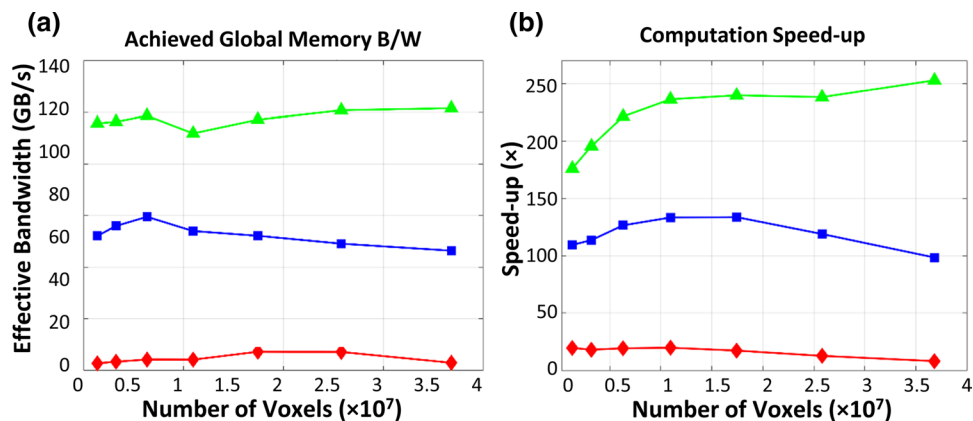 (a)
Achieved Global Memory B/W
Effective Bandwidth (GB/s)
140
120
100
80
60
40
20
0
0 0.5 1 1.5 2 2.5 3 3.5 4
Number of Voxels (×10⁷)
(b)
Computation Speed-up
Speed-up (×)
250
200
150
100
50
0
0 0.5 1 1.5 2 2.5 3 3.5 4
Number of Voxels (×10⁷)